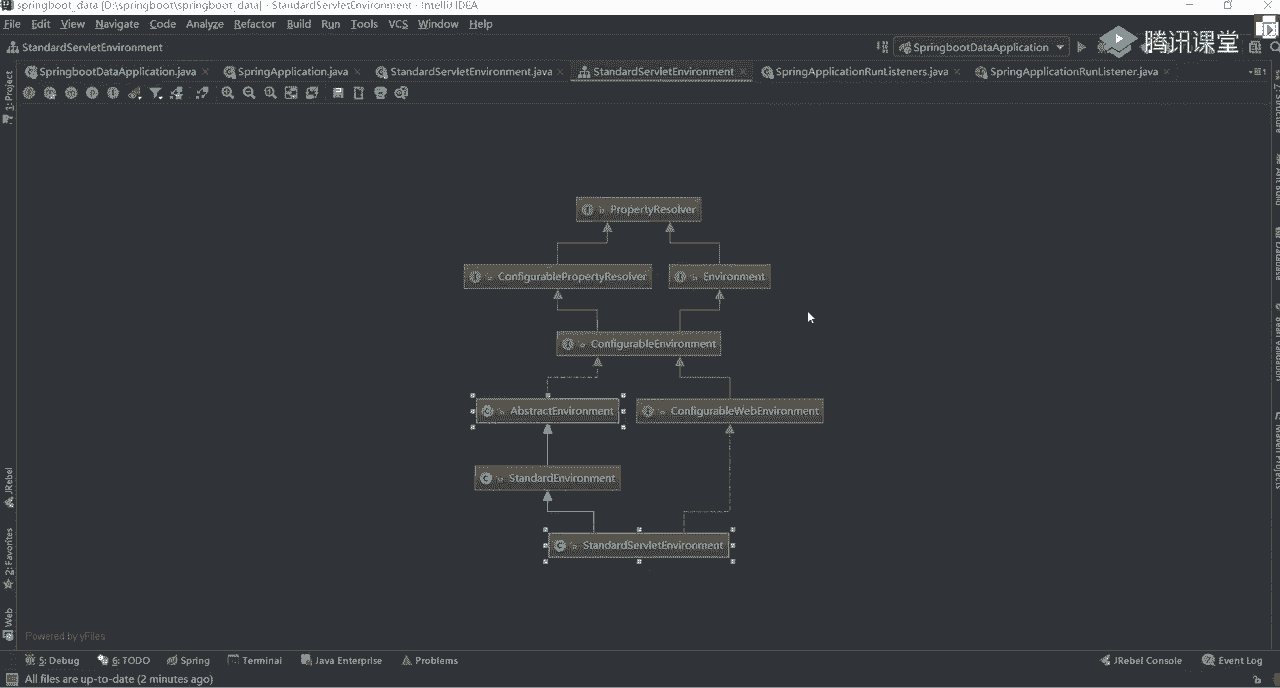 springboot_data [D:\springboot\springboot_data] - StandardServletEnvironment - IntelliJ IDEA
File Edit View Navigate Code Analyze Refactor Build Run Tools VCS Window Help
StandardServletEnvironment
SpringbootDataApplication
腾讯课堂
SpringbootDataApplication.java
SpringApplication.java
StandardServletEnvironment.java
StandardServletEnvironment
SpringApplicationRunListeners.java
SpringApplicationRunListener.java
1: Project
PropertyResolver
ConfigurablePropertyResolver
Environment
ConfigurableEnvironment
AbstractEnvironment
ConfigurableWebEnvironment
StandardEnvironment
StandardServletEnvironment
JRebel
2: Favorites
Web
Powered by yFiles
5: Debug
6: TODO
Spring
Terminal
Java Enterprise
Problems
JRebel Console
Event Log
All files are up-to-date (2 minutes ago)